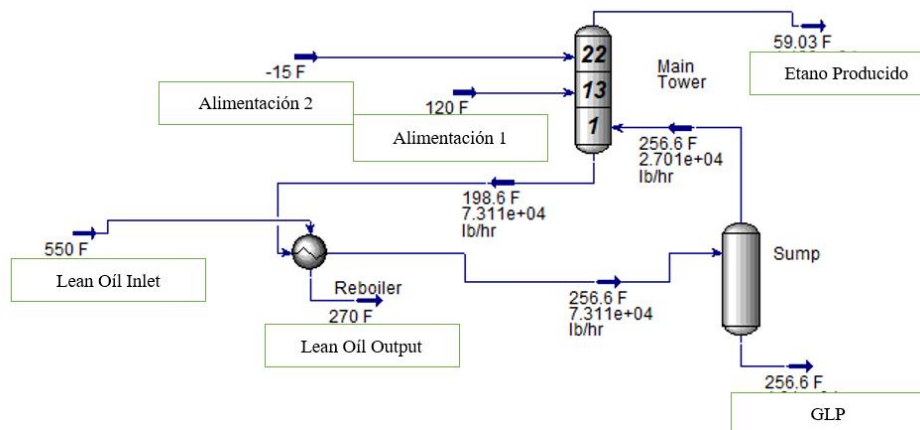 59.03 F
Etano Producido
22
13
1
Main
Tower
-15 F
Alimentación 2
120 F
Alimentación 1
256.6 F
2.701e+04
lb/hr
198.6 F
7.311e+04
lb/hr
550 F
Lean Oíl Inlet
Reboiler
270 F
Lean Oíl Output
256.6 F
7.311e+04
lb/hr
Sump
256.6 F
GLP